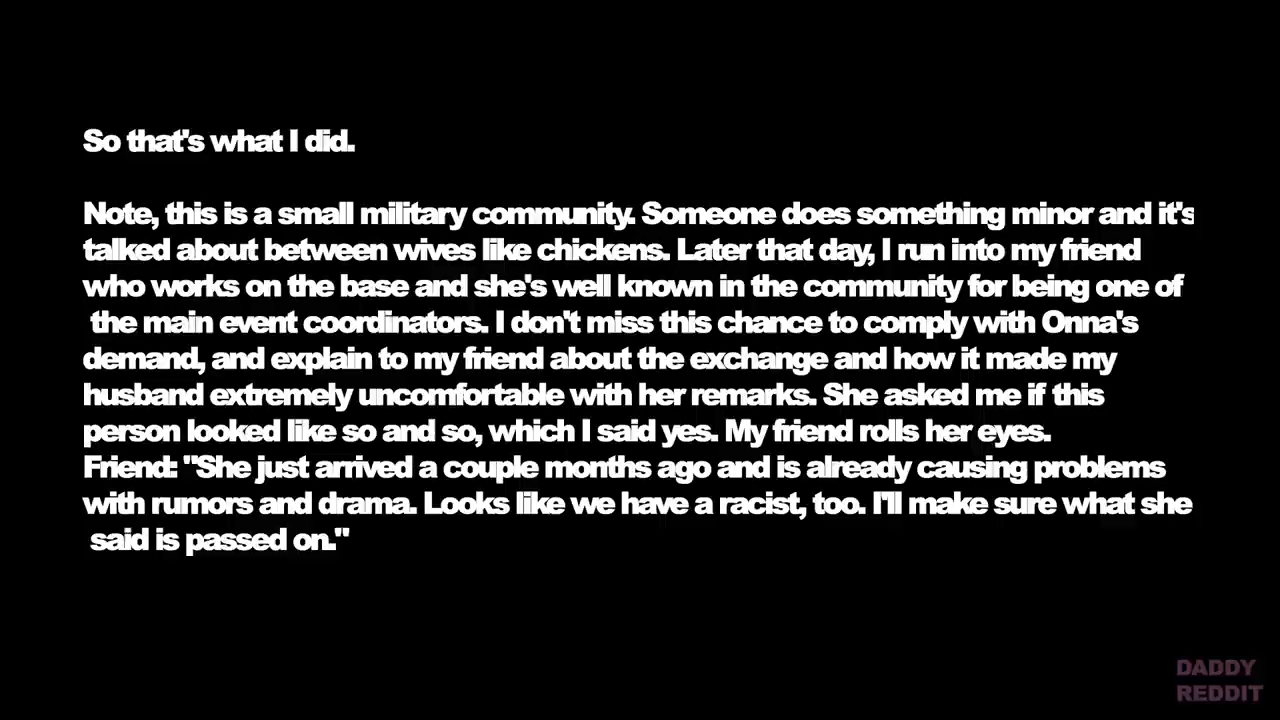 So that's what I did.
Note, this is a small military community. Someone does something minor and it's
talked about between wives like chickens. Later that day, I run into my friend
who works on the base and she's well known in the community for being one of
the main event coordinators. I don't miss this chance to comply with Onna's
demand, and explain to my friend about the exchange and how it made my
husband extremely uncomfortable with her remarks. She asked me if this
person looked like so and so, which I said yes. My friend rolls her eyes.
Friend: "She just arrived a couple months ago and is already causing problems
with rumors and drama. Looks like we have a racist, too. I'll make sure what she
said is passed on."
DADDY
REDDIT